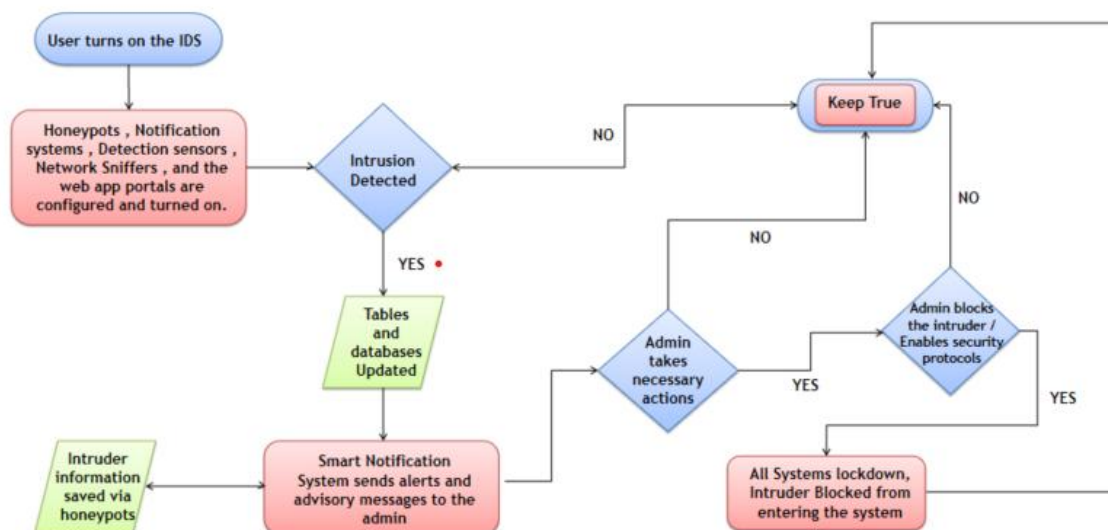 User turns on the IDS
Honeypots , Notification
systems , Detection sensors ,
Network Sniffers , and the
web app portals are
configured and turned on.
Intrusion
Detected
NO
Keep True
YES
Tables
and
databases
Updated
Smart Notification
System sends alerts and
advisory messages to the
admin
Intruder
information
saved via
honeypots
Admin
takes
necessary
actions
NO
YES
Admin blocks
the intruder /
Enables security
protocols
NO
YES
All Systems lockdown,
Intruder Blocked from
entering the system